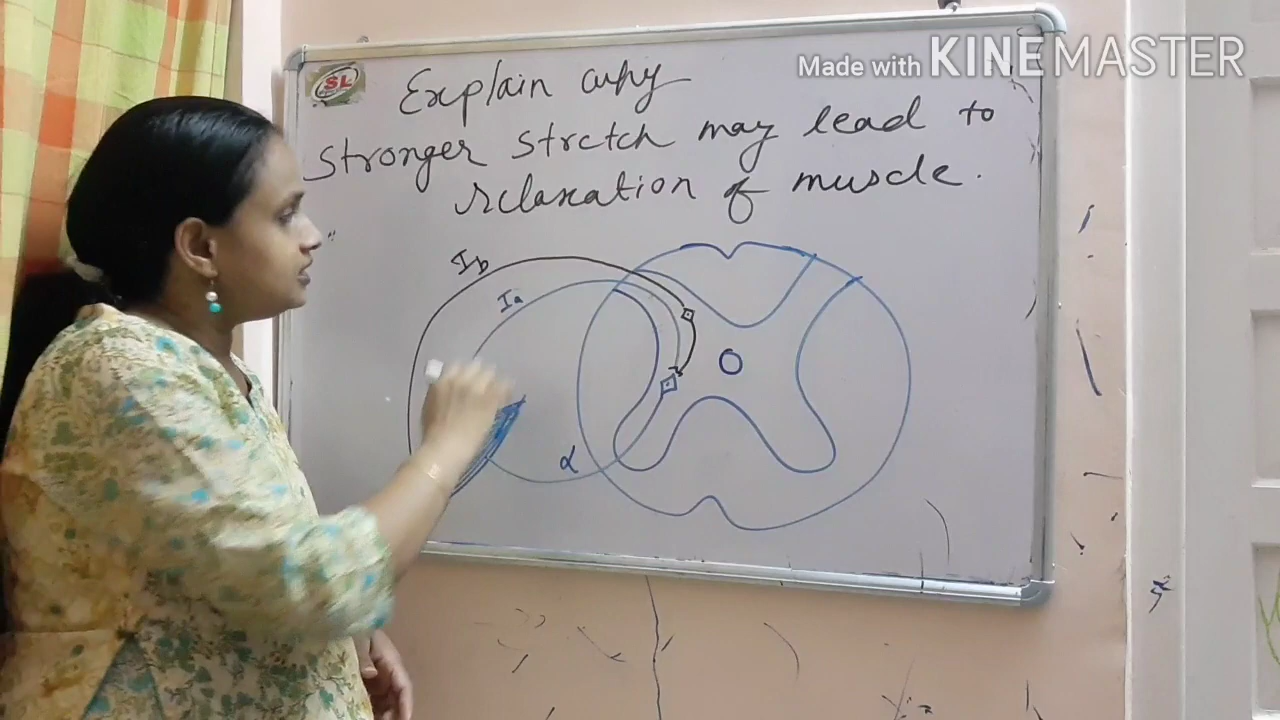 Made with KINEMASTER
SL
Explain why
stronger stretch may lead to
relaxation of muscle.
Ib
Ia
α